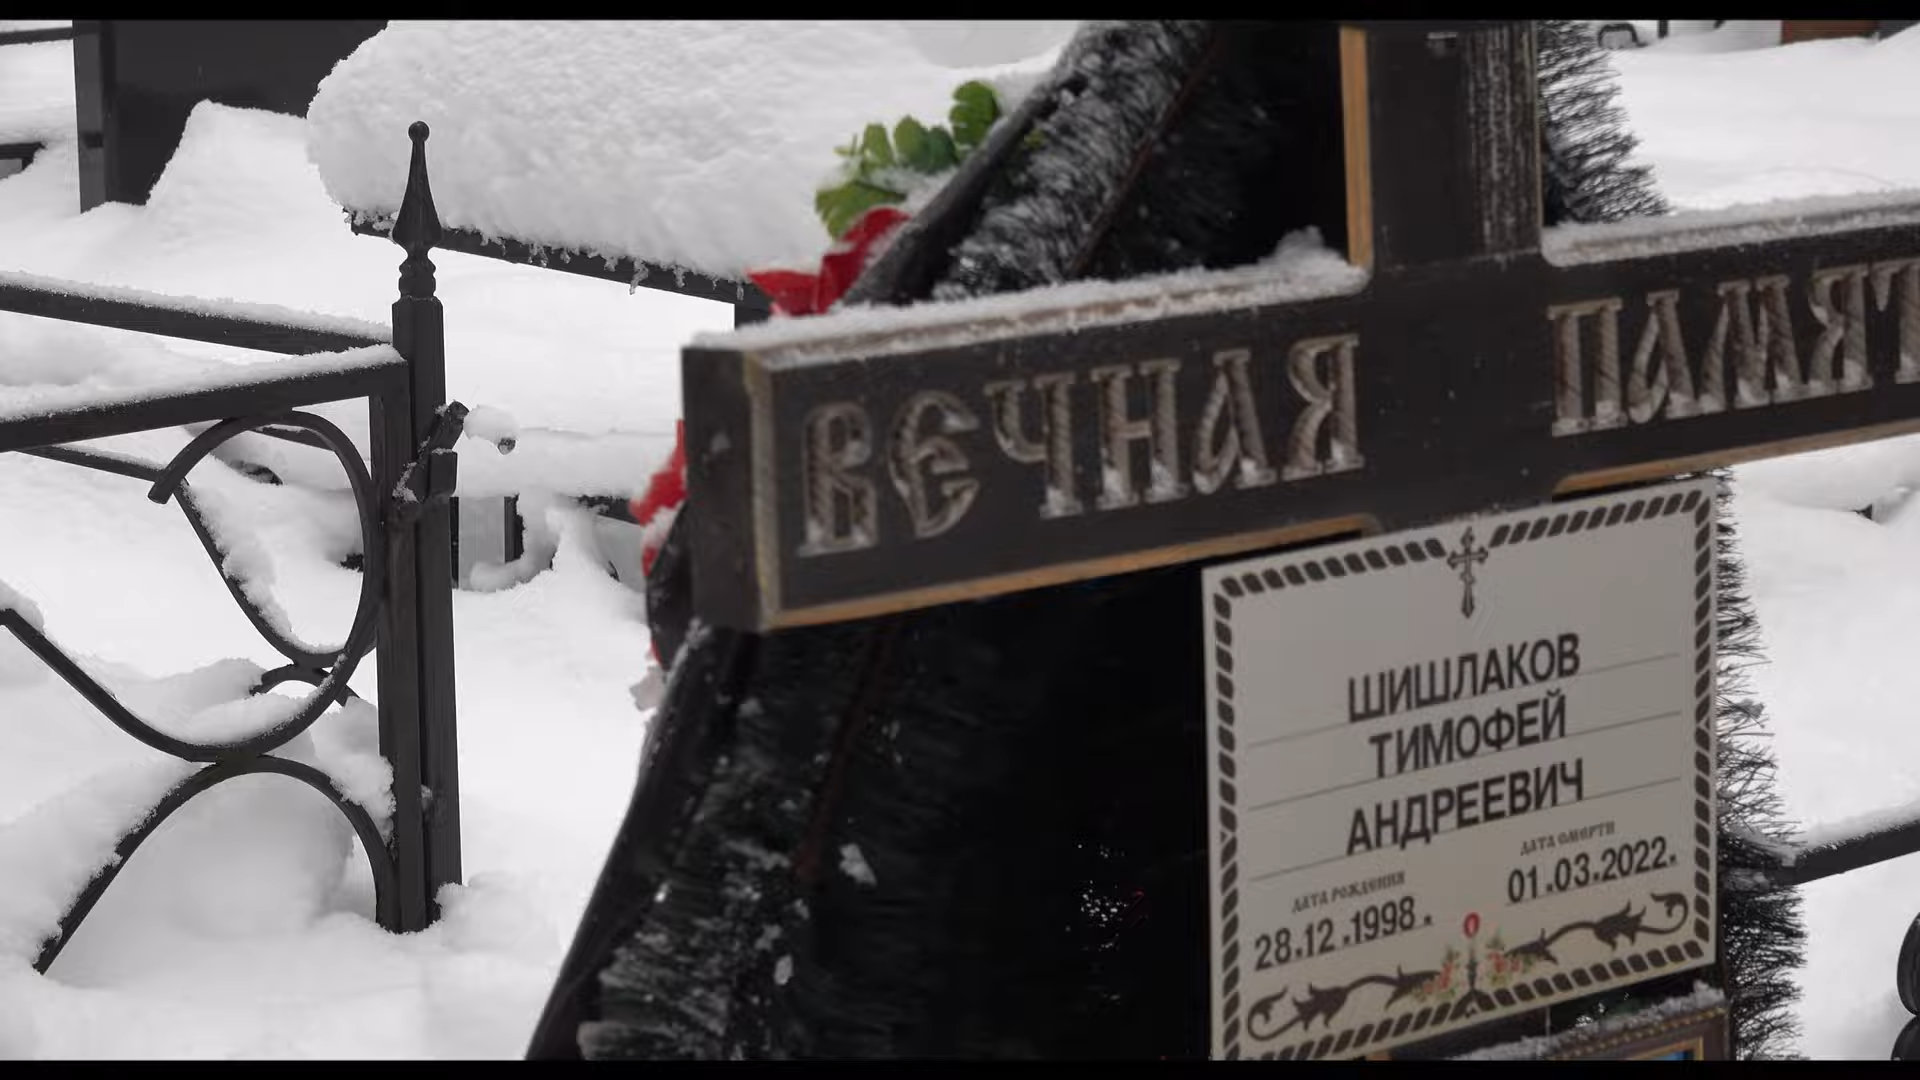 ВЕЧНАЯ ПАМЯТ
ШИШЛАКОВ
ТИМОФЕЙ
АНДРЕЕВИЧ
ДАТА РОЖДЕНИЯ
28.12.1998.
ДАТА СМЕРТИ
01.03.2022.